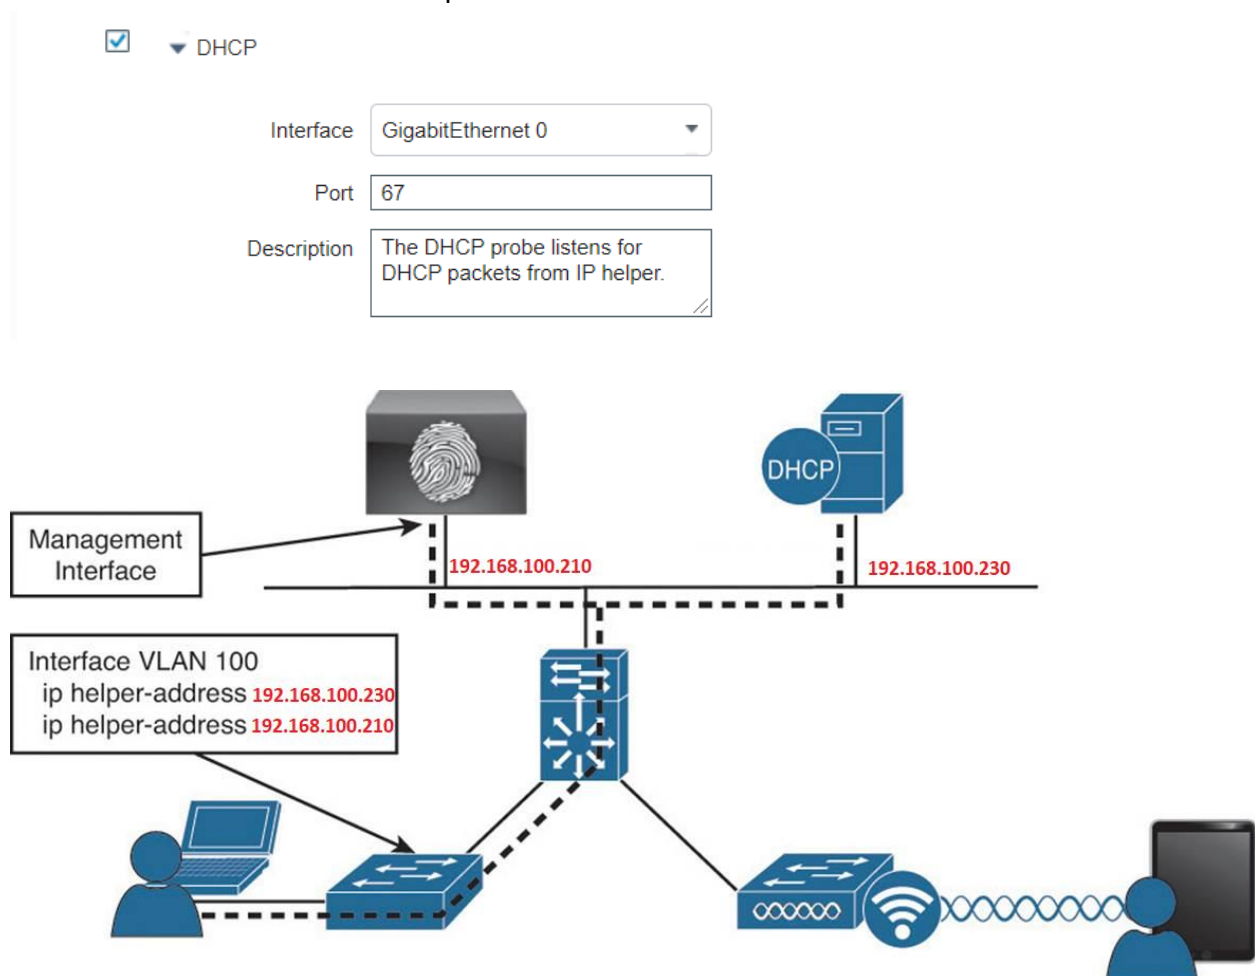 DHCP
Interface GigabitEthernet 0
Port 67
Description The DHCP probe listens for
DHCP packets from IP helper.
DHCP
Management
Interface
192.168.100.210
192.168.100.230
Interface VLAN 100
ip helper-address 192.168.100.230
ip helper-address 192.168.100.210